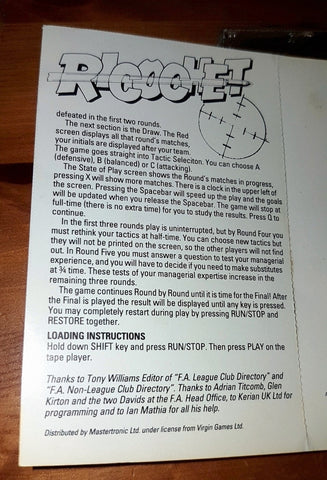 RICOCHET
defeated in the first two rounds.
The next section is the Draw. The Red
screen displays all that round's matches,
your initials are displayed after your team.
The game goes straight into Tactic Seleciton. You can choose A
(defensive), B (balanced) or C (attacking).
The State of Play screen shows the Round's matches in progress,
pressing X will show more matches. There is a clock in the upper left of
the screen. Pressing the Spacebar will speed up the play and the goals
will be updated when you release the Spacebar. The game will stop at
full-time (there is no extra time) for you to study the results. Press Q to
continue.
In the first three rounds play is uninterrupted, but by Round Four you
must rethink your tactics at half-time. You can choose new tactics but
they will not be printed on the screen, so the other players will not find
out. In Round Five you must answer a question to test your managerial
experience, and you will have to decide if you need to make substitutes
at ¾ time. These tests of your managerial expertise increase in the
remaining three rounds.
The game continues Round by Round until it is time for the Final! After
the Final is played the result will be displayed until any key is pressed.
You may completely restart during play by pressing RUN/STOP and
RESTORE together.
LOADING INSTRUCTIONS
Hold down SHIFT key and press RUN/STOP. Then press PLAY on the
tape player.
Thanks to Tony Williams Editor of "F.A. League Club Directory" and
"F.A. Non-League Club Directory". Thanks to Adrian Titcomb, Glen
Kirton and the two Davids at the F.A. Head Office, to Kerian UK Ltd for
programming and to Ian Mathia for all his help.
Distributed by Mastertronic Ltd. under license from Virgin Games Ltd.